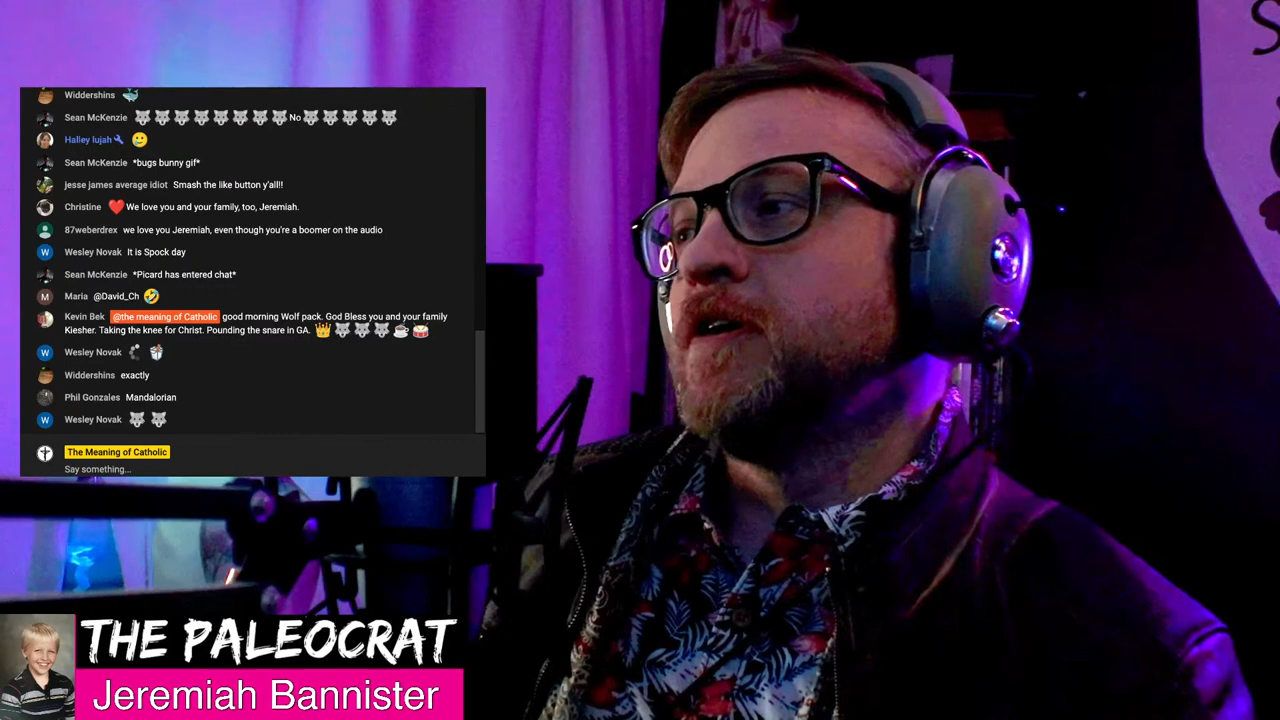 Widdershins
Sean McKenzie No
Halley lujah
Sean McKenzie *bugs bunny gif*
jesse james average idiot Smash the like button y'all!!
Christine We love you and your family, too, Jeremiah.
87weberdrex we love you Jeremiah, even though you're a boomer on the audio
W Wesley Novak It is Spock day
Sean McKenzie *Picard has entered chat*
M Maria @David_Ch
Kevin Bek @the meaning of Catholic good morning Wolf pack. God Bless you and your family
Kiesher. Taking the knee for Christ. Pounding the snare in GA.
W Wesley Novak
Widdershins exactly
Phil Gonzales Mandalorian
W Wesley Novak
The Meaning of Catholic
Say something...
THE PALEOCRAT
Jeremiah Bannister